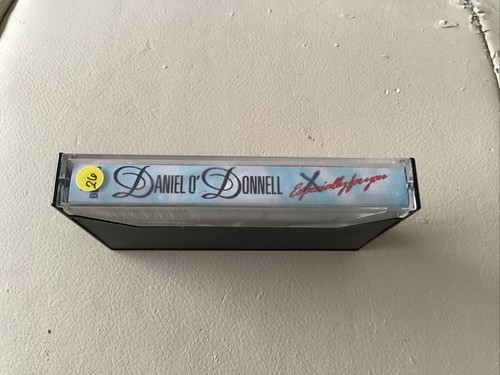 26
DANIEL O'DONNELL
Especially for you
X